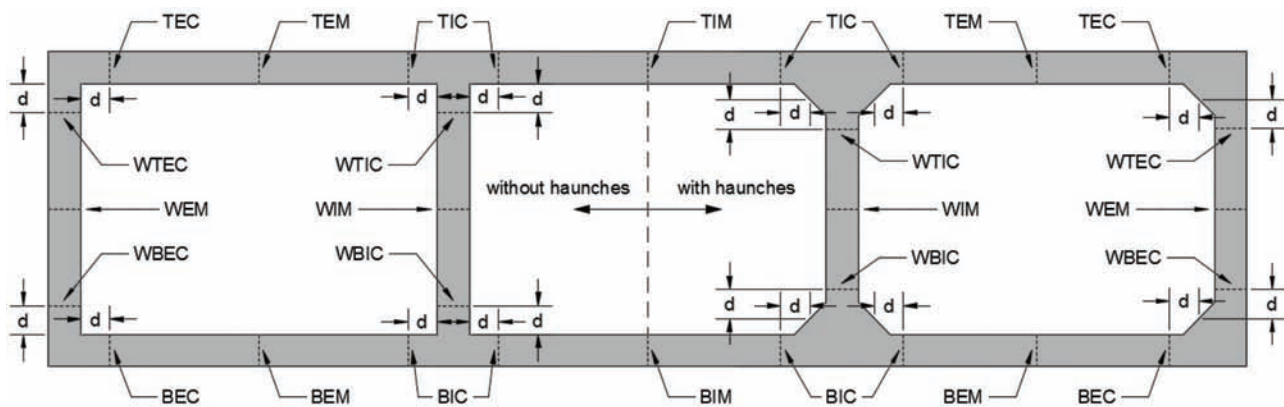 TEC TEM TIC TIM TIC TEM TEC
d d d d d d d d d
d
WTEC WTIC WTIC WTEC
without haunches with haunches
WEM WIM WIM WEM
WBEC WBIC WBIC WBEC
d d d d d d d d d d
BEC BEM BIC BIM BIC BEM BEC